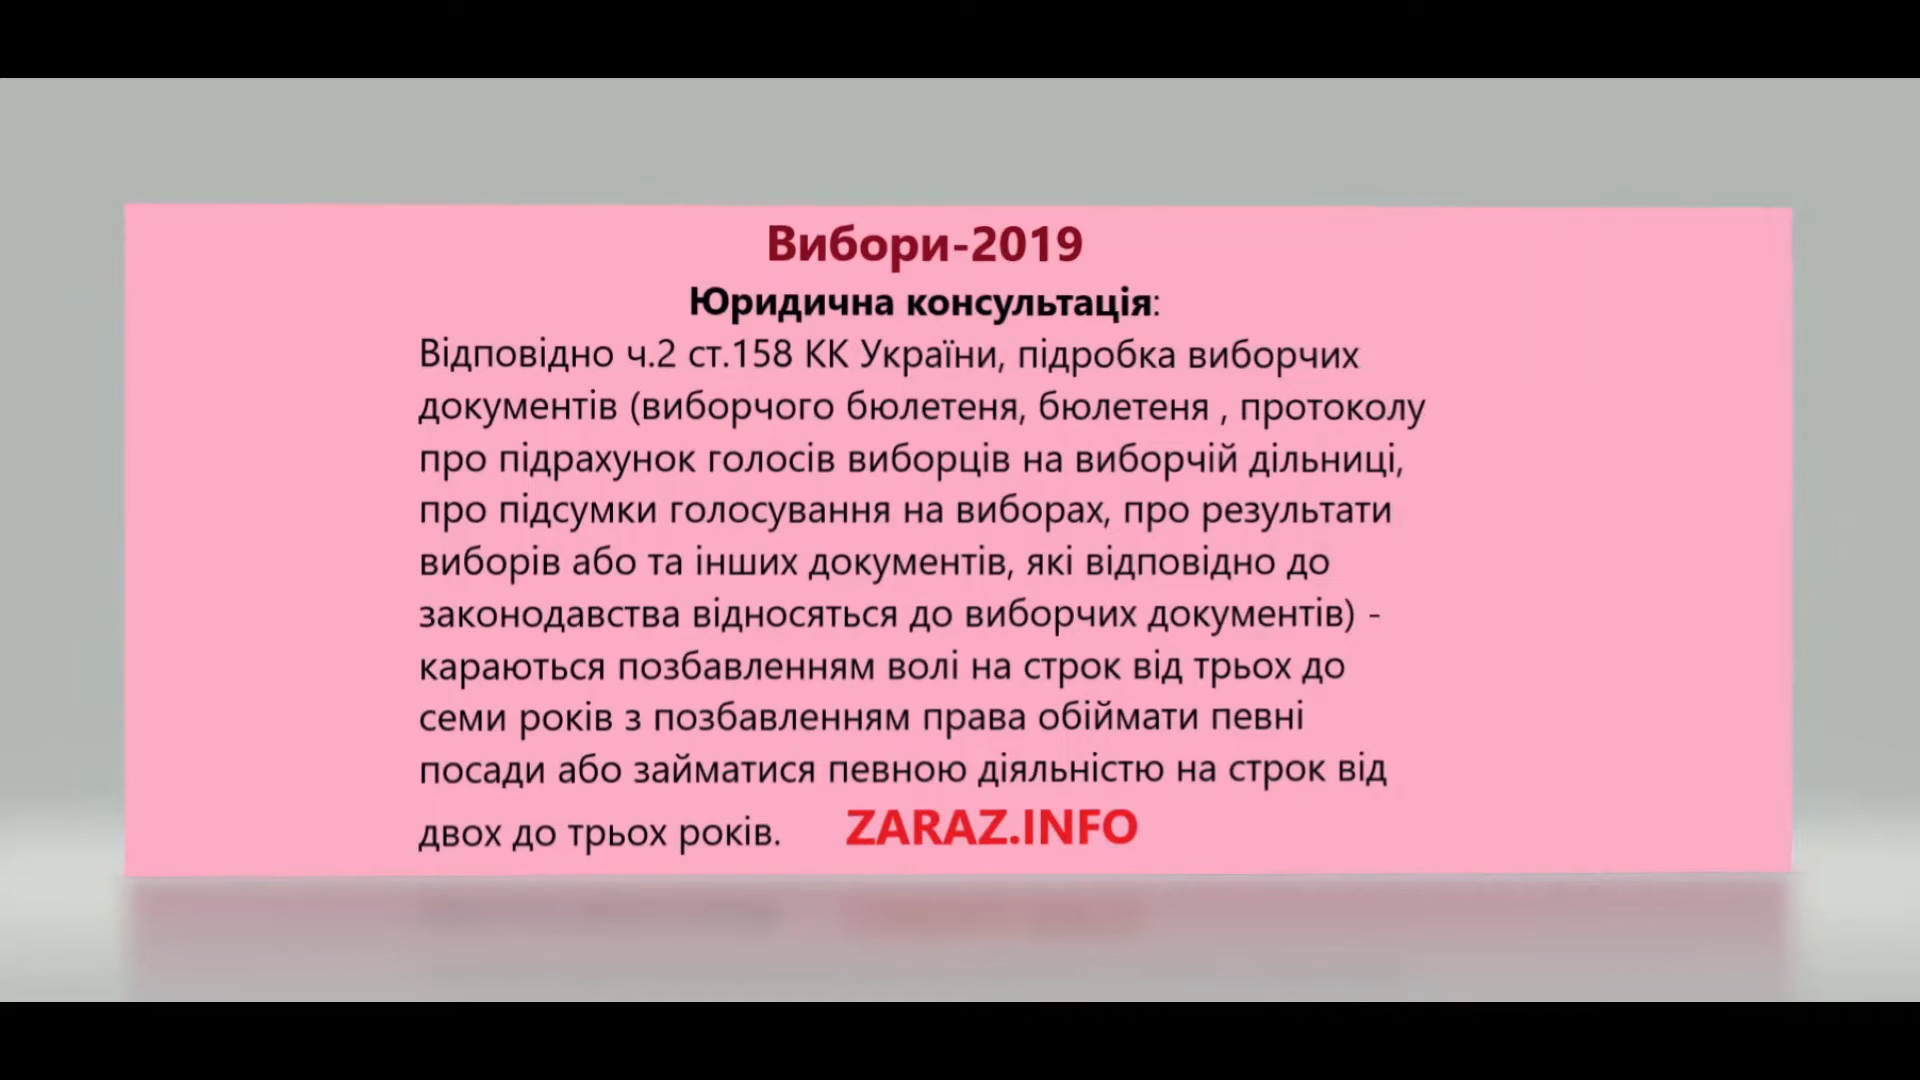 Вибори-2019
Юридична консультація:
Відповідно ч.2 ст.158 КК України, підробка виборчих
документів (виборчого бюлетеня, бюлетеня , протоколу
про підрахунок голосів виборців на виборчій дільниці,
про підсумки голосування на виборах, про результати
виборів або та інших документів, які відповідно до
законодавства відносяться до виборчих документів) -
караються позбавленням волі на строк від трьох до
семи років з позбавленням права обіймати певні
посади або займатися певною діяльністю на строк від
двох до трьох років. ZARAZ.INFO